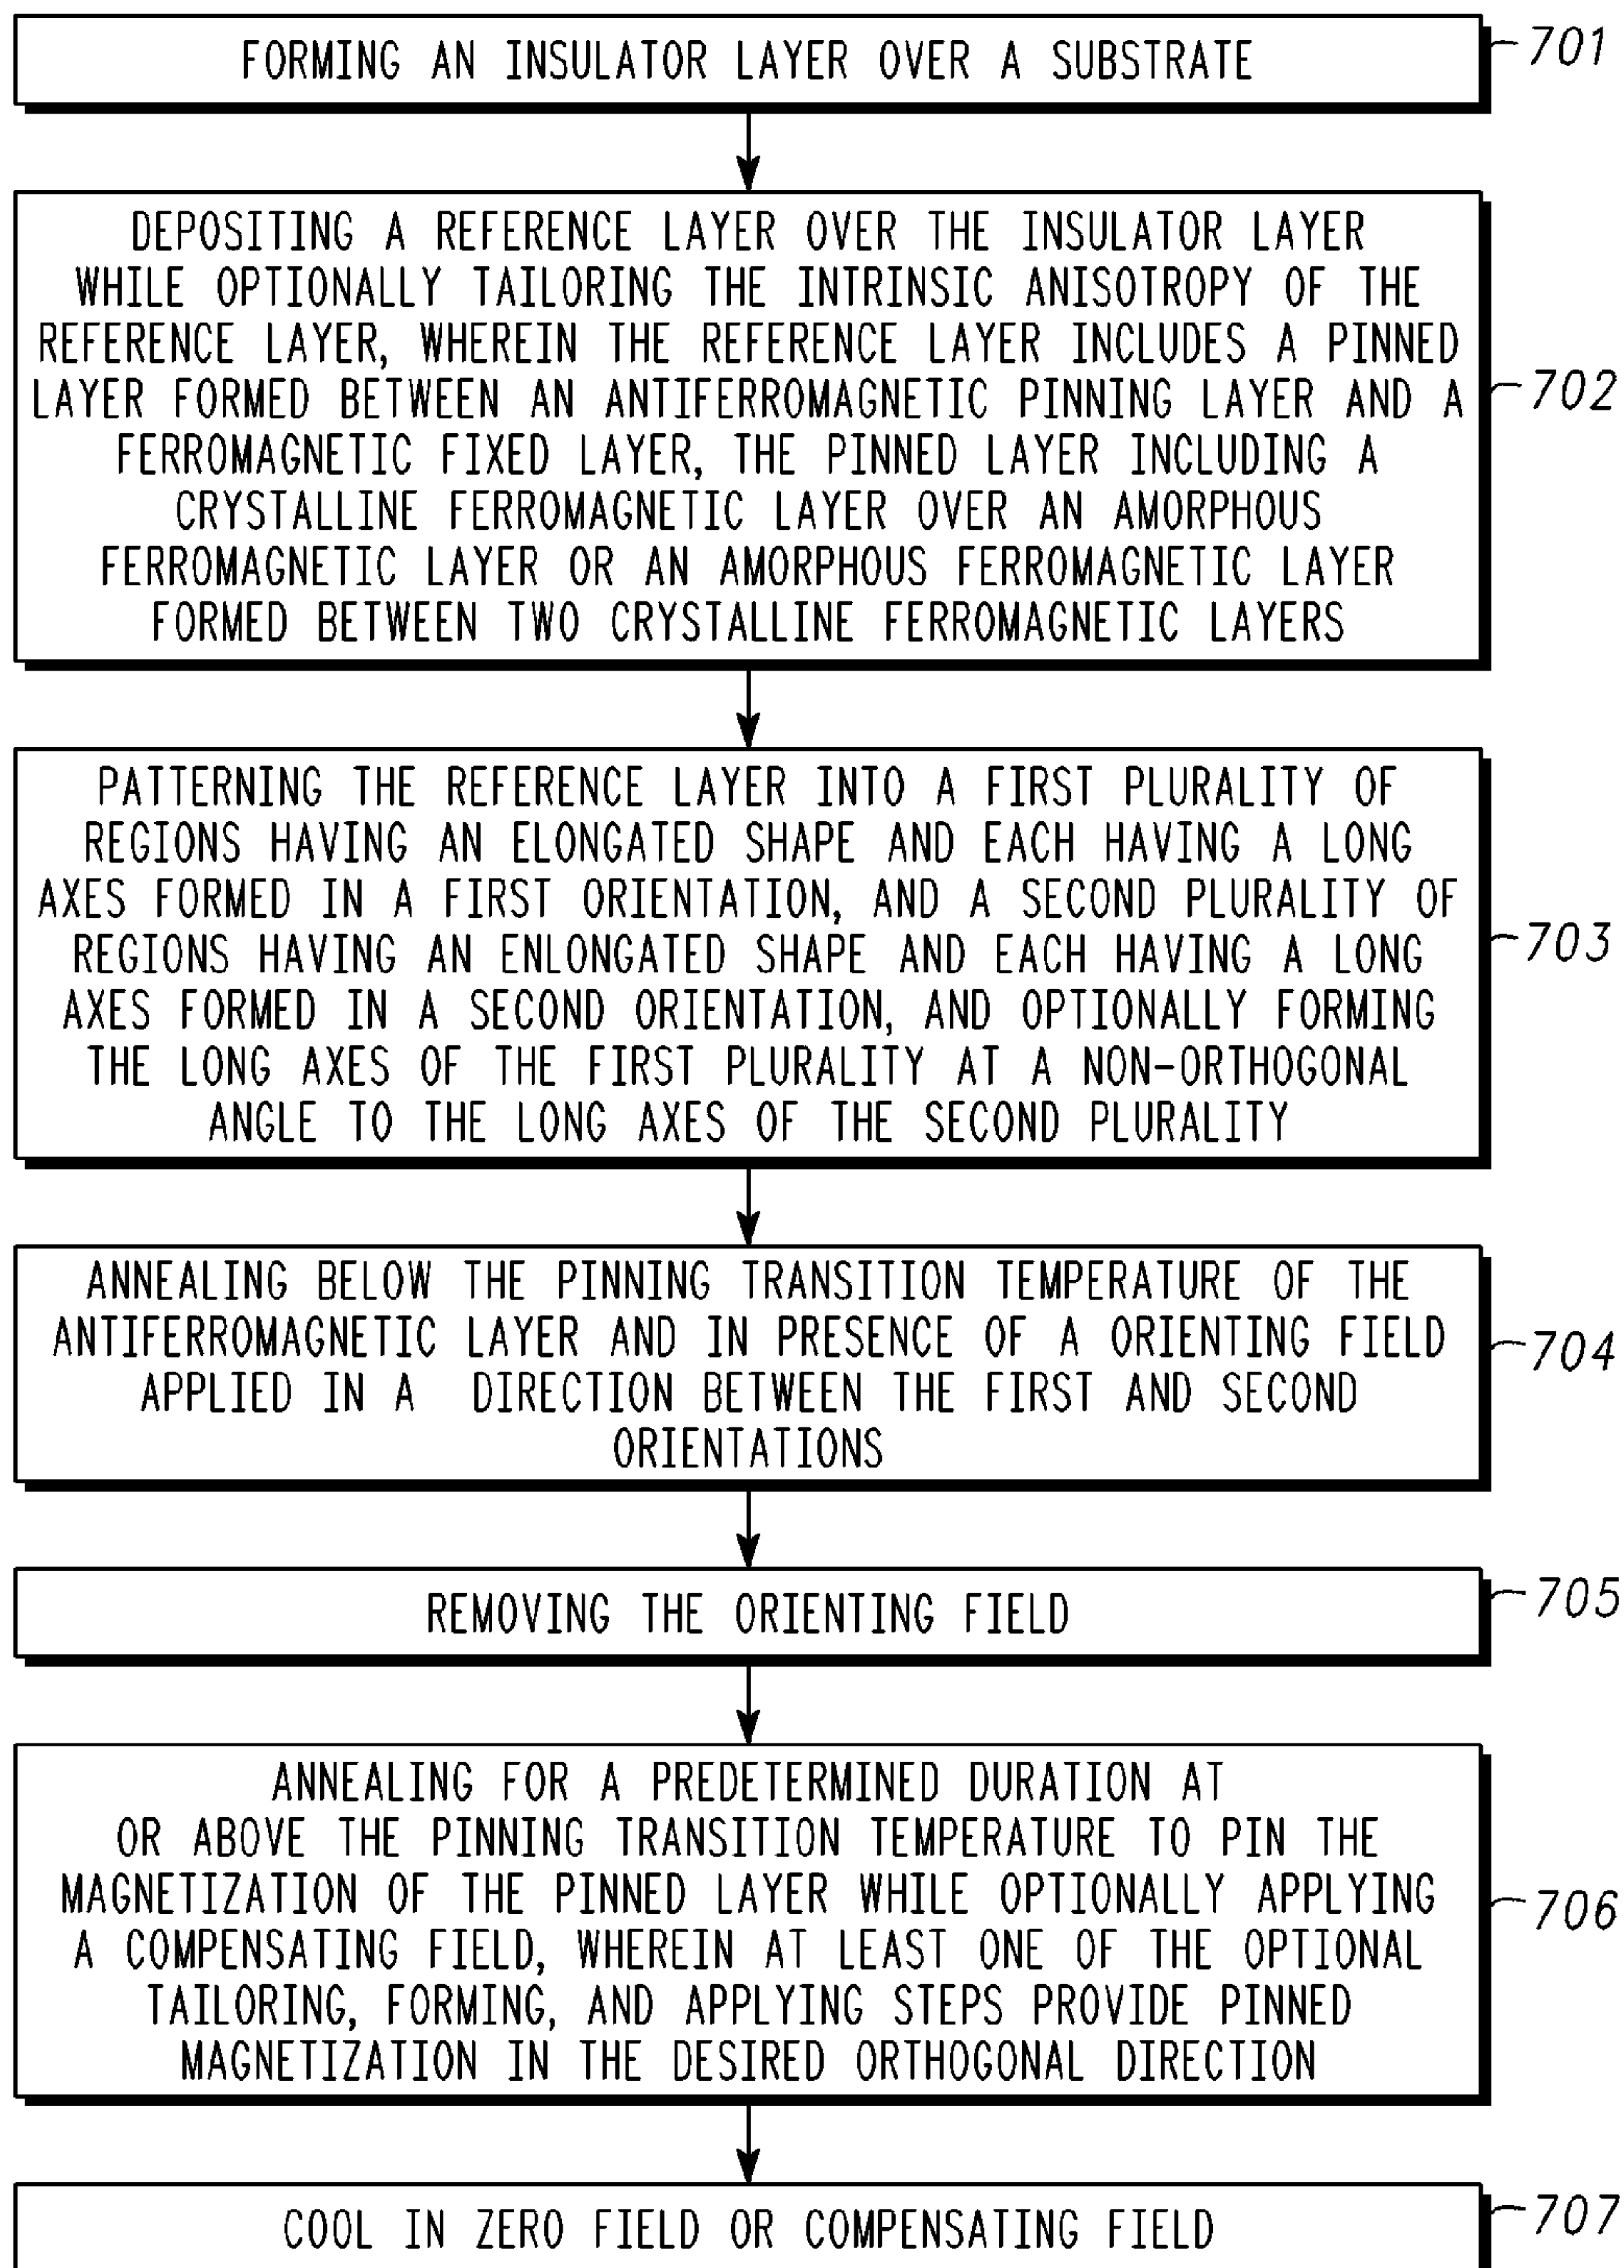 FORMING AN INSULATOR LAYER OVER A SUBSTRATE
701
DEPOSITING A REFERENCE LAYER OVER THE INSULATOR LAYER
WHILE OPTIONALLY TAILORING THE INTRINSIC ANISOTROPY OF THE
REFERENCE LAYER, WHEREIN THE REFERENCE LAYER INCLUDES A PINNED
LAYER FORMED BETWEEN AN ANTIFERROMAGNETIC PINNING LAYER AND A
FERROMAGNETIC FIXED LAYER, THE PINNED LAYER INCLUDING A
CRYSTALLINE FERROMAGNETIC LAYER OVER AN AMORPHOUS
FERROMAGNETIC LAYER OR AN AMORPHOUS FERROMAGNETIC LAYER
FORMED BETWEEN TWO CRYSTALLINE FERROMAGNETIC LAYERS
702
PATTERNING THE REFERENCE LAYER INTO A FIRST PLURALITY OF
REGIONS HAVING AN ELONGATED SHAPE AND EACH HAVING A LONG
AXES FORMED IN A FIRST ORIENTATION, AND A SECOND PLURALITY OF
REGIONS HAVING AN ENLONGATED SHAPE AND EACH HAVING A LONG
AXES FORMED IN A SECOND ORIENTATION, AND OPTIONALLY FORMING
THE LONG AXES OF THE FIRST PLURALITY AT A NON-ORTHOGONAL
ANGLE TO THE LONG AXES OF THE SECOND PLURALITY
703
ANNEALING BELOW THE PINNING TRANSITION TEMPERATURE OF THE
ANTIFERROMAGNETIC LAYER AND IN PRESENCE OF A ORIENTING FIELD
APPLIED IN A DIRECTION BETWEEN THE FIRST AND SECOND
ORIENTATIONS
704
REMOVING THE ORIENTING FIELD
705
ANNEALING FOR A PREDETERMINED DURATION AT
OR ABOVE THE PINNING TRANSITION TEMPERATURE TO PIN THE
MAGNETIZATION OF THE PINNED LAYER WHILE OPTIONALLY APPLYING
A COMPENSATING FIELD, WHEREIN AT LEAST ONE OF THE OPTIONAL
TAILORING, FORMING, AND APPLYING STEPS PROVIDE PINNED
MAGNETIZATION IN THE DESIRED ORTHOGONAL DIRECTION
706
COOL IN ZERO FIELD OR COMPENSATING FIELD
707